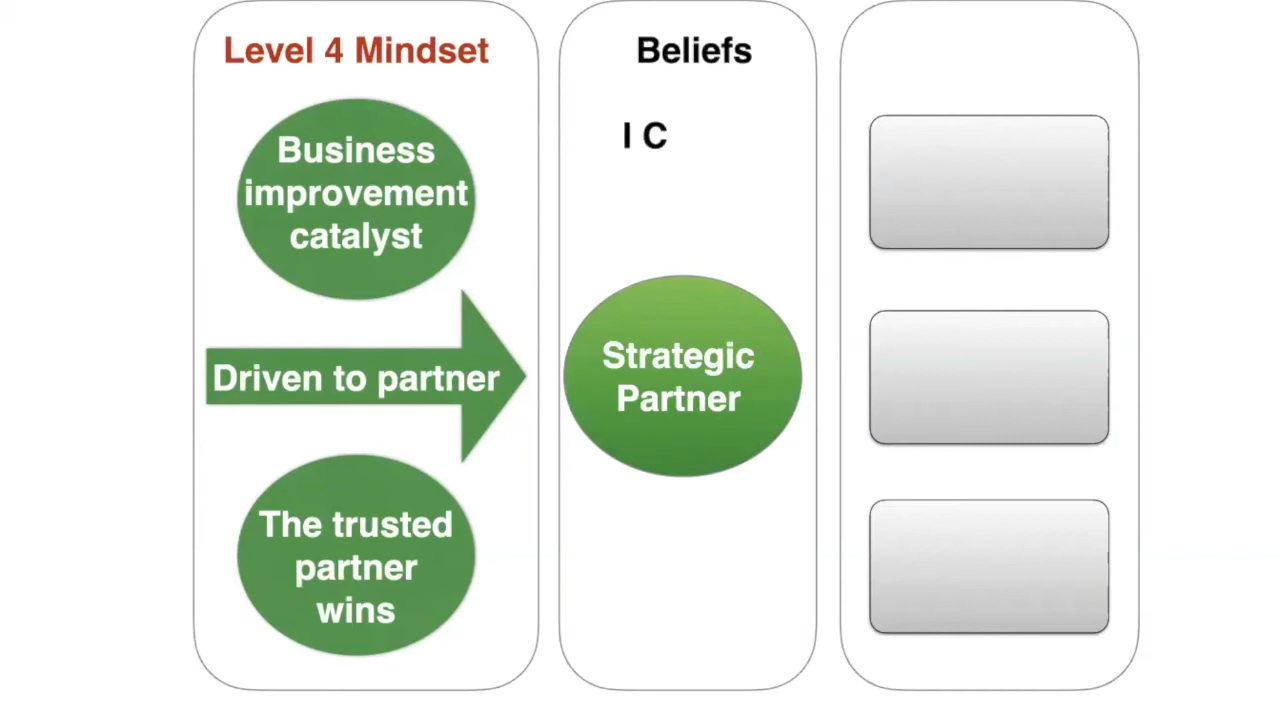 Level 4 Mindset
Business
improvement
catalyst
Driven to partner
The trusted
partner
wins
Beliefs
I C
Strategic
Partner